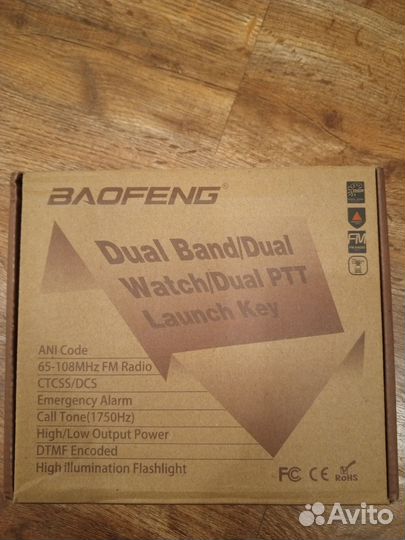 BAOFENG®
Dual Band/Dual
Watch/Dual PTT
Launch Key
FM
ANI Code
65-108MHz FM Radio
CTCSS/DCS
Emergency Alarm
Call Tone(1750Hz)
High/Low Output Power
DTMF Encoded
High illumination Flashlight
FC CE RoHS
Avito